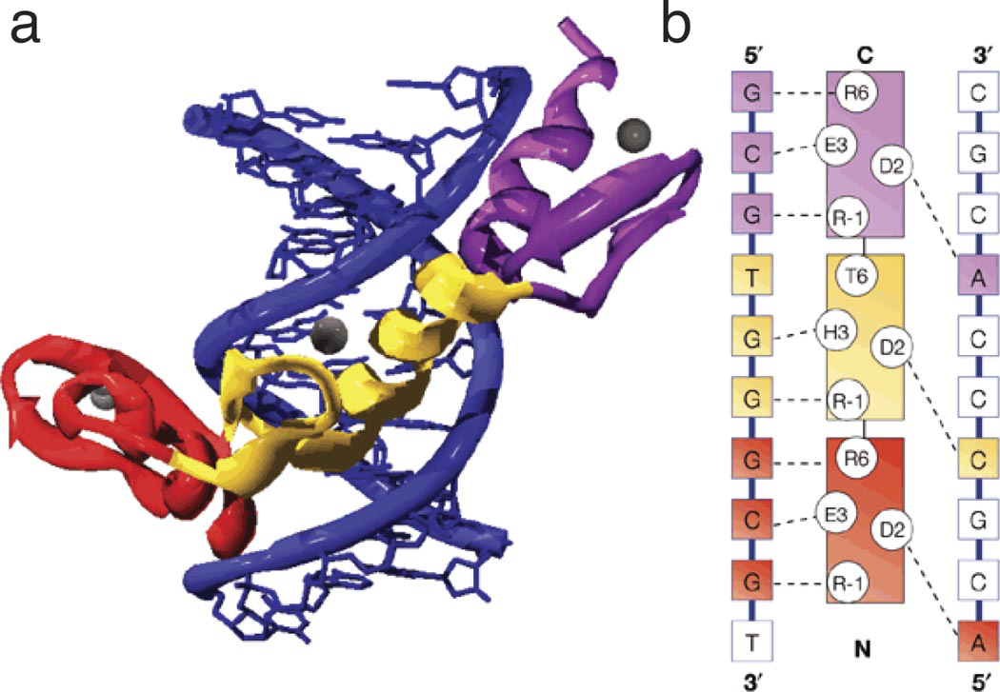 a
b
5′ C 3′
G R6 C
C E3 D2 G
G R-1 C
T T6 A
G H3 D2 C
G R-1 C
G R6 C
C E3 D2 G
G R-1 C
T N A
3′ 5′